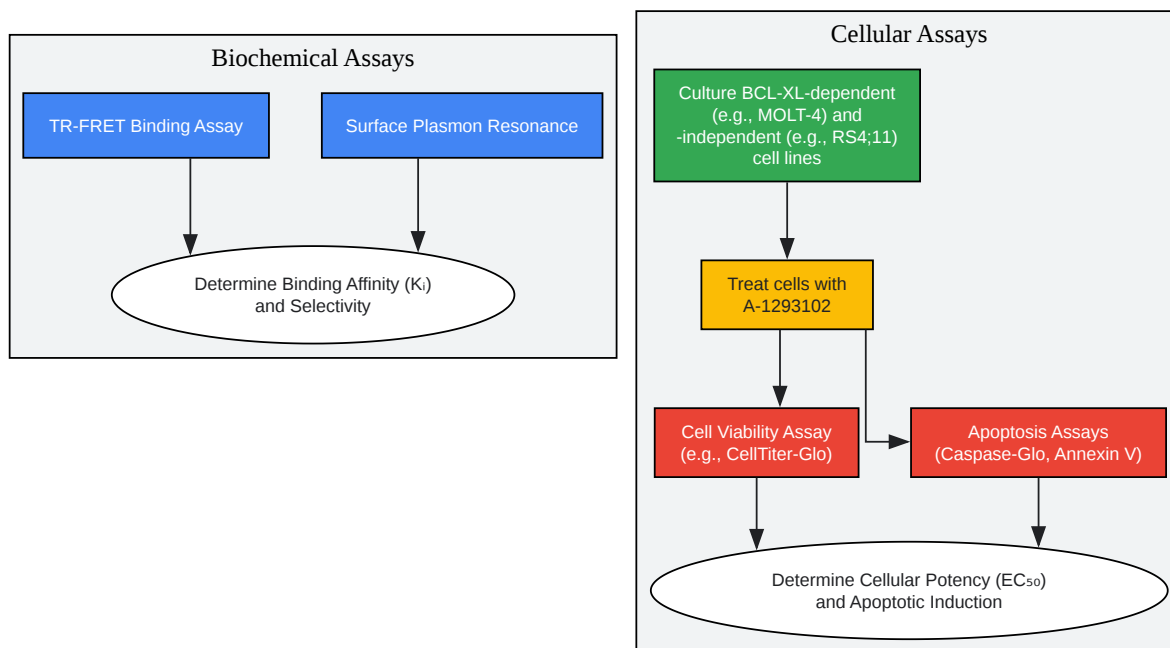 Biochemical Assays
TR-FRET Binding Assay
Surface Plasmon Resonance
Determine Binding Affinity (Kᵢ)
and Selectivity
Cellular Assays
Culture BCL-XL-dependent
(e.g., MOLT-4) and
-independent (e.g., RS4;11)
cell lines
Treat cells with
A-1293102
Cell Viability Assay
(e.g., CellTiter-Glo)
Apoptosis Assays
(Caspase-Glo, Annexin V)
Determine Cellular Potency (EC₅₀)
and Apoptotic Induction